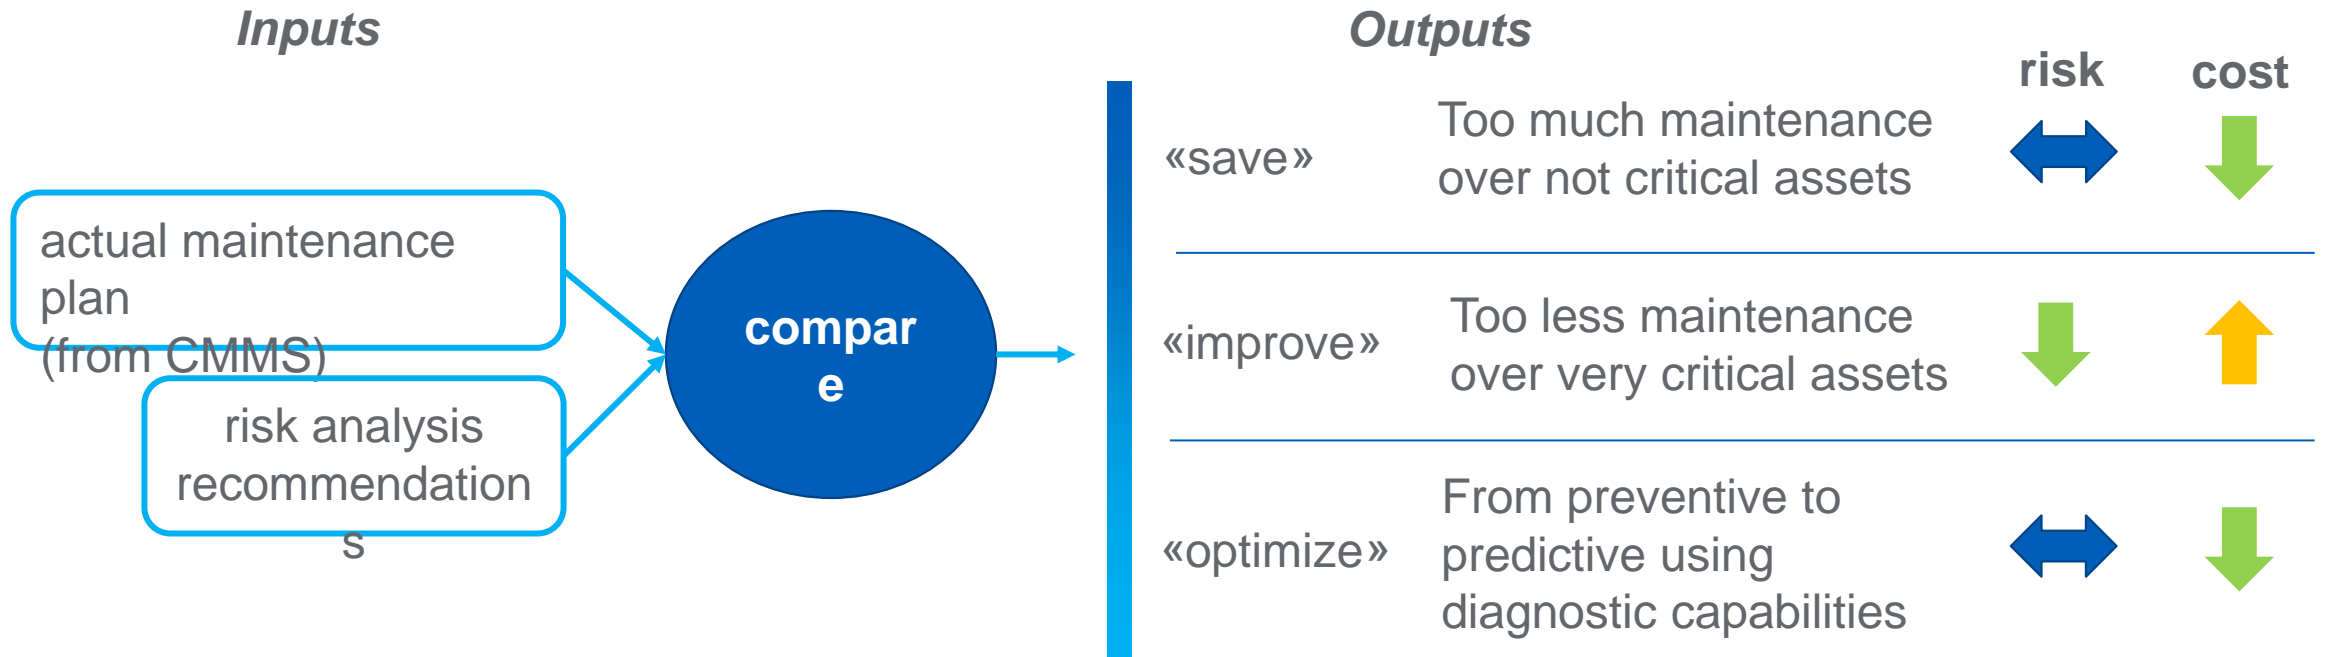 Inputs
actual maintenance
plan
(from CMMS)
risk analysis
recommendation
s
compar
e
Outputs
risk
cost
«save»
Too much maintenance
over not critical assets
«improve»
Too less maintenance
over very critical assets
«optimize»
From preventive to
predictive using
diagnostic capabilities